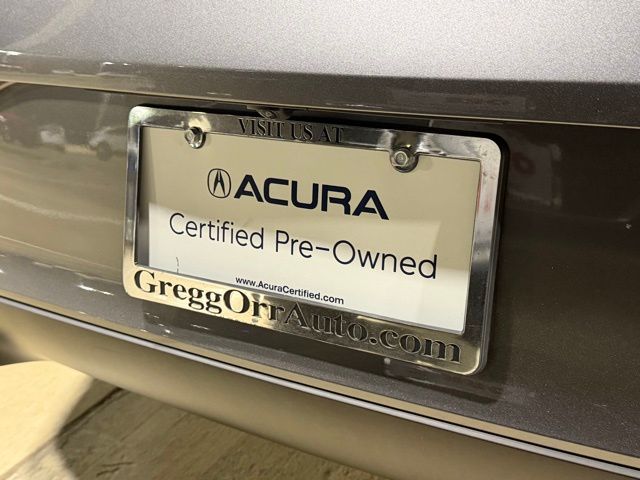 VISIT US AT
ACURA
Certified Pre-Owned
www.AcuraCertified.com
GreggOrrAuto.com